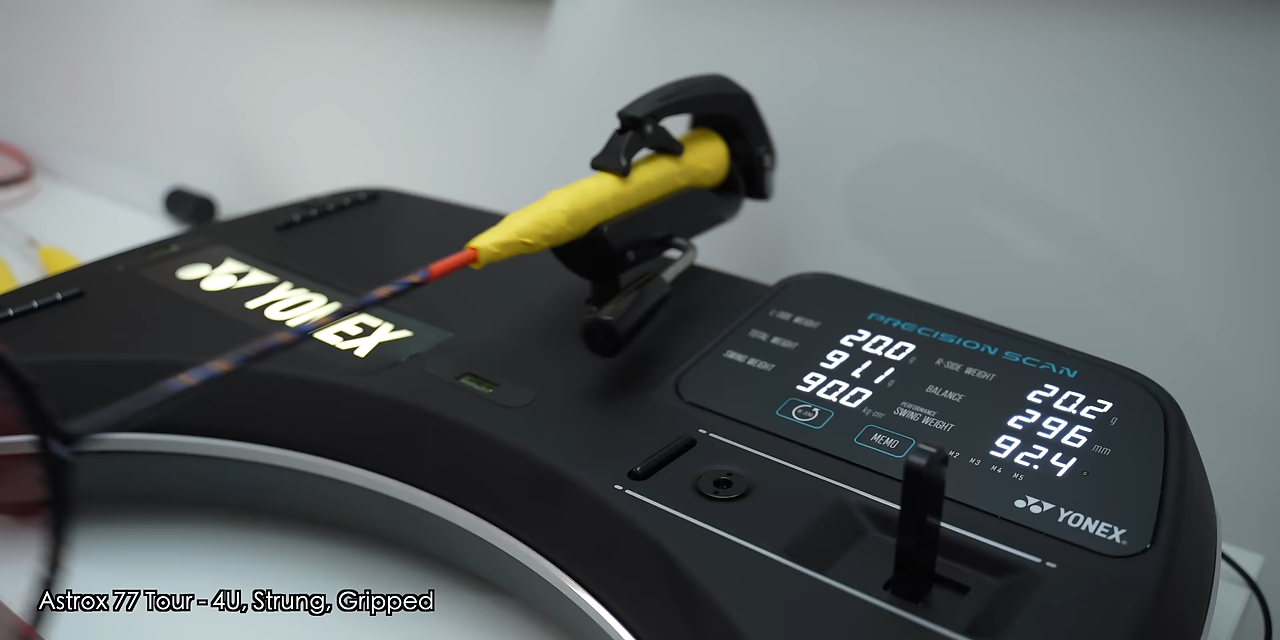 YONEX
PRECISION SCAN
L-SIDE WEIGHT 20.0 g R-SIDE WEIGHT 20.2 g
TOTAL WEIGHT 91.1 g BALANCE 296 mm
SWING WEIGHT 90.0 kg·cm² PERFORMANCE SWING WEIGHT 92.4
MEMO M2 M3 M4 M5
YONEX
Astrox 77 Tour - 4U, Strung, Gripped